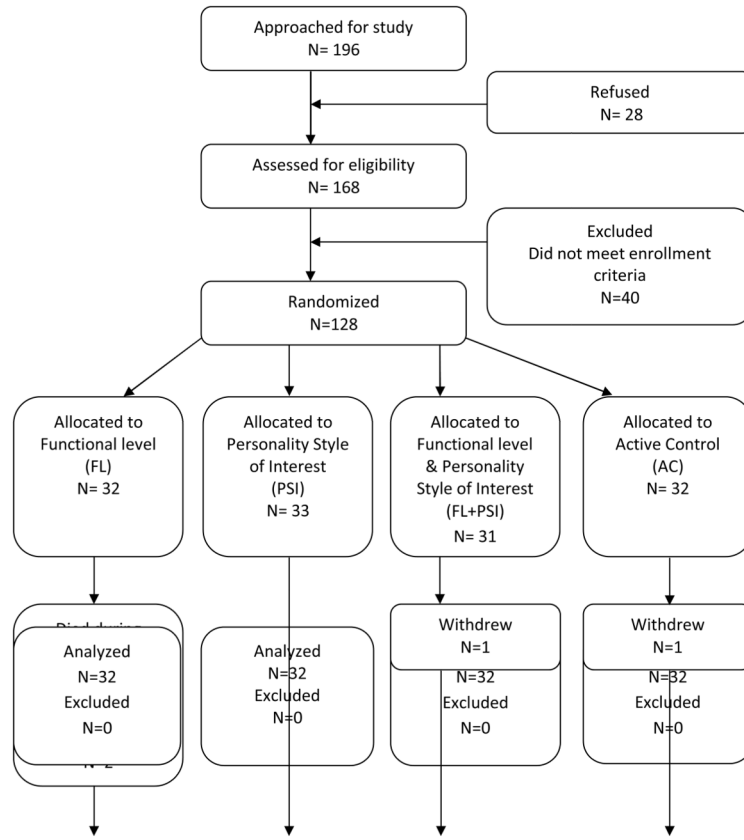 Approached for study
N= 196
Refused
N= 28
Assessed for eligibility
N= 168
Excluded
Did not meet enrollment
criteria
N=40
Randomized
N=128
Allocated to
Functional level
(FL)
N= 32
Allocated to
Personality Style
of Interest
(PSI)
N= 33
Allocated to
Functional level
& Personality
Style of Interest
(FL+PSI)
N= 31
Allocated to
Active Control
(AC)
N= 32
Analyzed
N=32
Excluded
N=0
Analyzed
N=32
Excluded
N=0
Withdrew
N=1
N=32
Excluded
N=0
Withdrew
N=1
N=32
Excluded
N=0